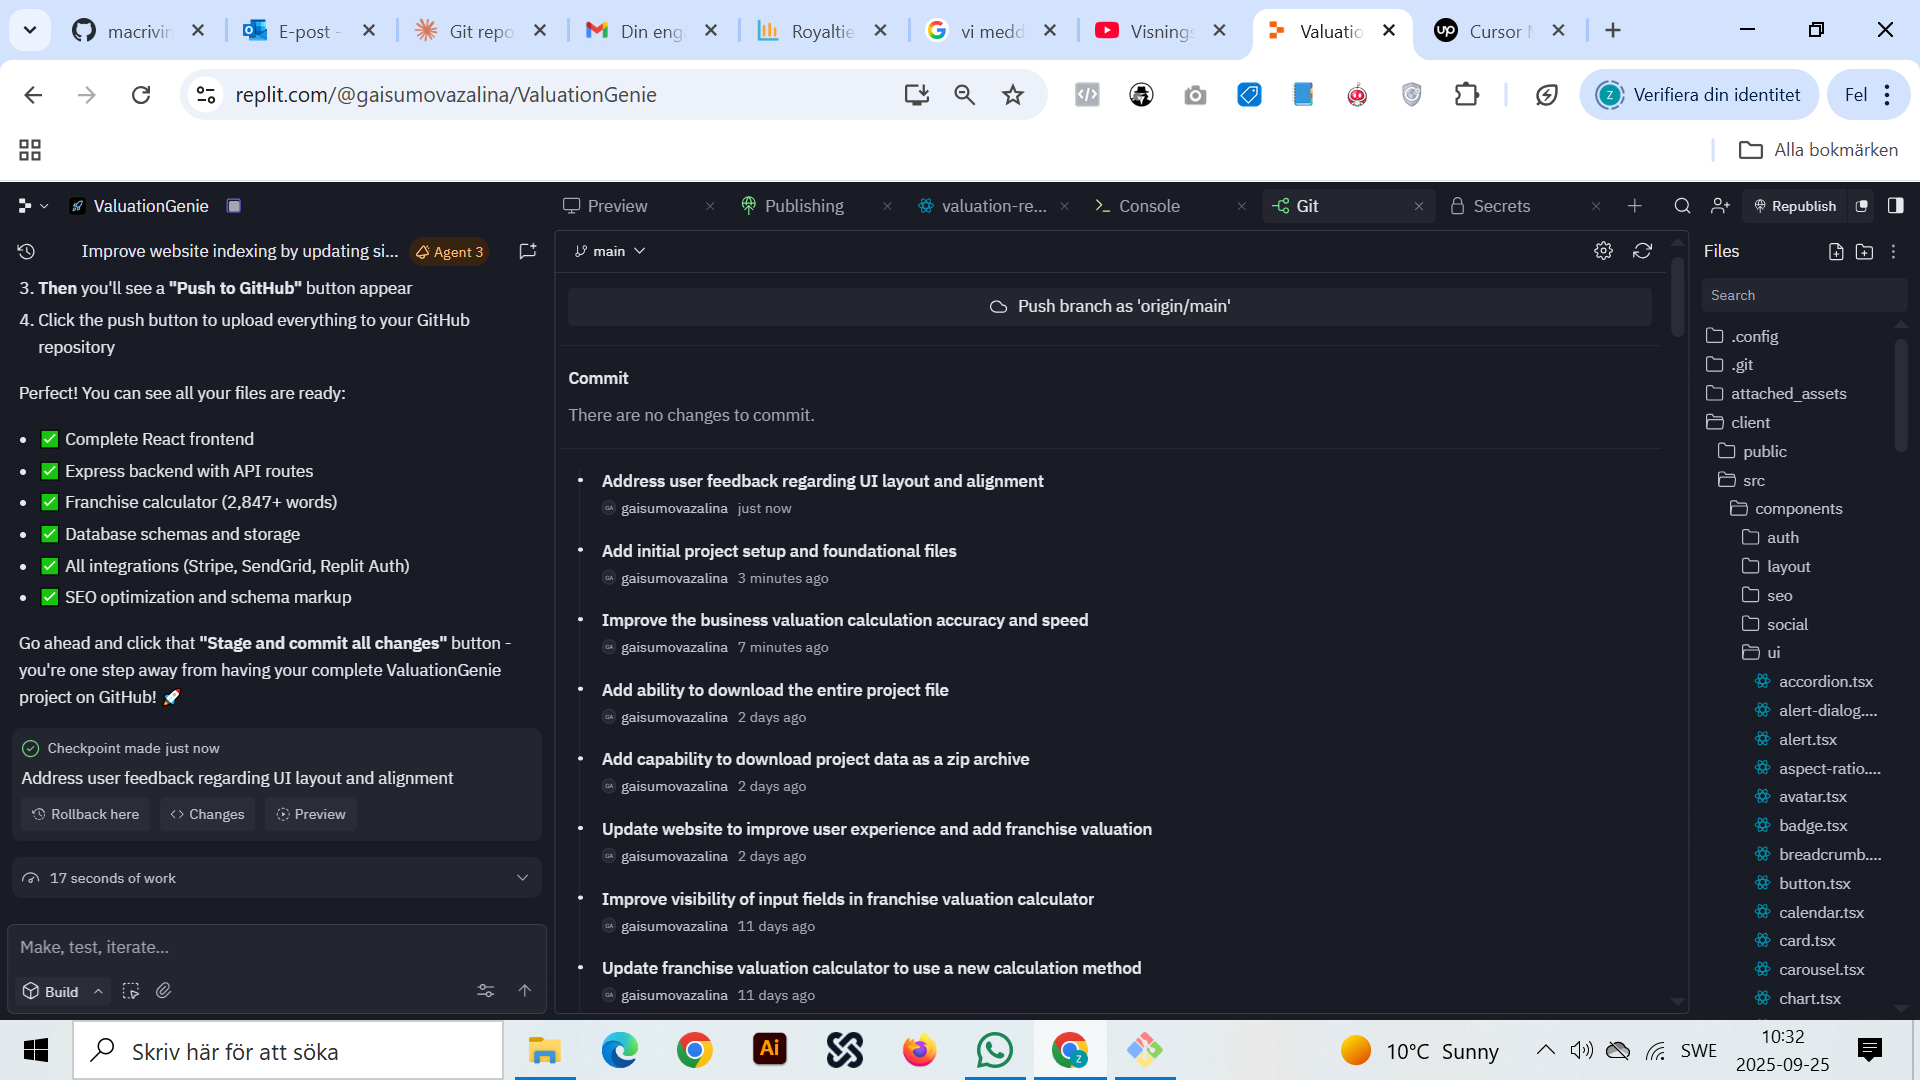 macrivin
E-post -
Git repo
Din eng
Royaltie
vi medd
Visnings
Valuatio
Cursor
replit.com/@gaisumovazalina/ValuationGenie
Verifiera din identitet
Fel
Alla bokmärken
ValuationGenie
Preview
Publishing
valuation-re...
Console
Git
Secrets
Republish
Improve website indexing by updating si...
Agent 3
3. Then you'll see a "Push to GitHub" button appear
4. Click the push button to upload everything to your GitHub
repository
Perfect! You can see all your files are ready:
• ✅ Complete React frontend
• ✅ Express backend with API routes
• ✅ Franchise calculator (2,847+ words)
• ✅ Database schemas and storage
• ✅ All integrations (Stripe, SendGrid, Replit Auth)
• ✅ SEO optimization and schema markup
Go ahead and click that "Stage and commit all changes" button -
you're one step away from having your complete ValuationGenie
project on GitHub! 🚀
Checkpoint made just now
Address user feedback regarding UI layout and alignment
Rollback here
Changes
Preview
17 seconds of work
Make, test, iterate...
Build
main
Push branch as 'origin/main'
Commit
There are no changes to commit.
Address user feedback regarding UI layout and alignment
GA gaisumovazalina just now
Add initial project setup and foundational files
GA gaisumovazalina 3 minutes ago
Improve the business valuation calculation accuracy and speed
GA gaisumovazalina 7 minutes ago
Add ability to download the entire project file
GA gaisumovazalina 2 days ago
Add capability to download project data as a zip archive
GA gaisumovazalina 2 days ago
Update website to improve user experience and add franchise valuation
GA gaisumovazalina 2 days ago
Improve visibility of input fields in franchise valuation calculator
GA gaisumovazalina 11 days ago
Update franchise valuation calculator to use a new calculation method
GA gaisumovazalina 11 days ago
Files
Search
.config
.git
attached_assets
client
public
src
components
auth
layout
seo
social
ui
accordion.tsx
alert-dialog....
alert.tsx
aspect-ratio....
avatar.tsx
badge.tsx
breadcrumb....
button.tsx
calendar.tsx
card.tsx
carousel.tsx
chart.tsx
Skriv här för att söka
Ai
10°C Sunny
SWE
10:32
2025-09-25